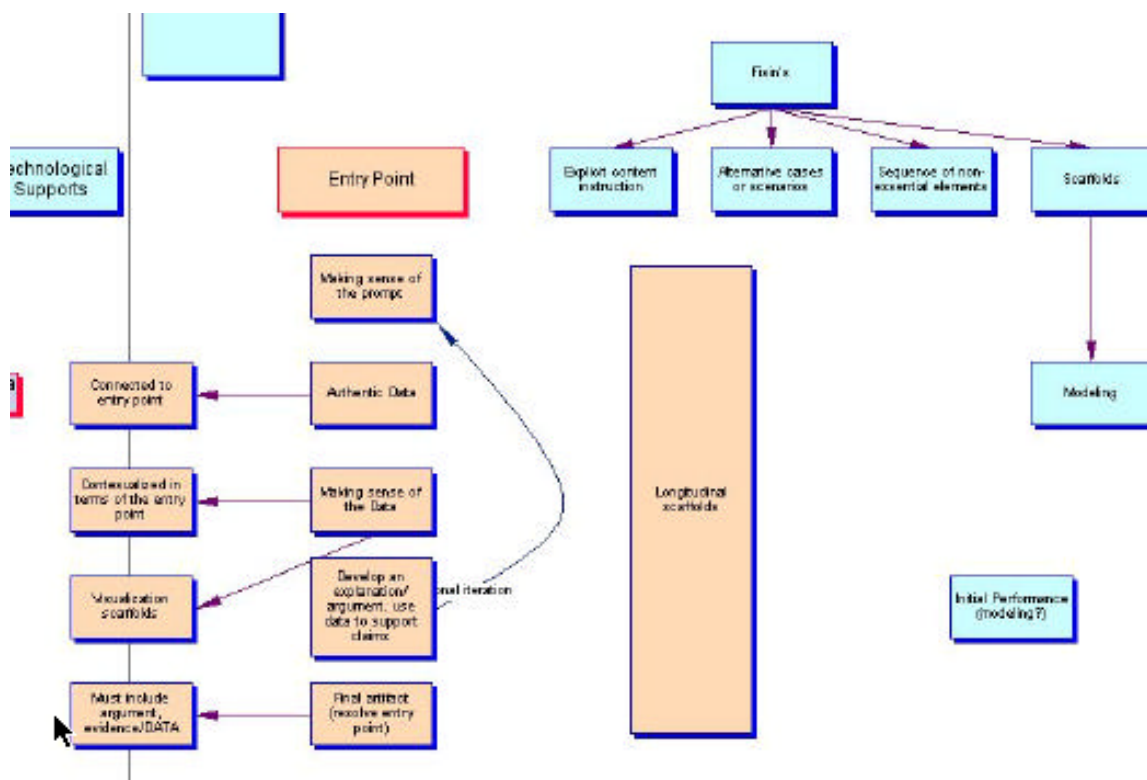 Fixin's
echnological
Supports
Entry Point
Explicit content
instruction
Alternative cases
or scenarios
Sequence of non-
essential elements
Scaffolds
Making sense of
the prompt
Connected to
entry point
Authentic Data
Modeling
Contextualized in
terms of the entry
point
Making sense of
the Data
Longitudinal
scaffolds
Visualization
scaffolds
Develop an
explanation/
argument, use
data to support
claims
onal iteration
Initial Performance
(modeling?)
Must include
argument,
evidence/DATA
Final artifact
(resolve entry
point)